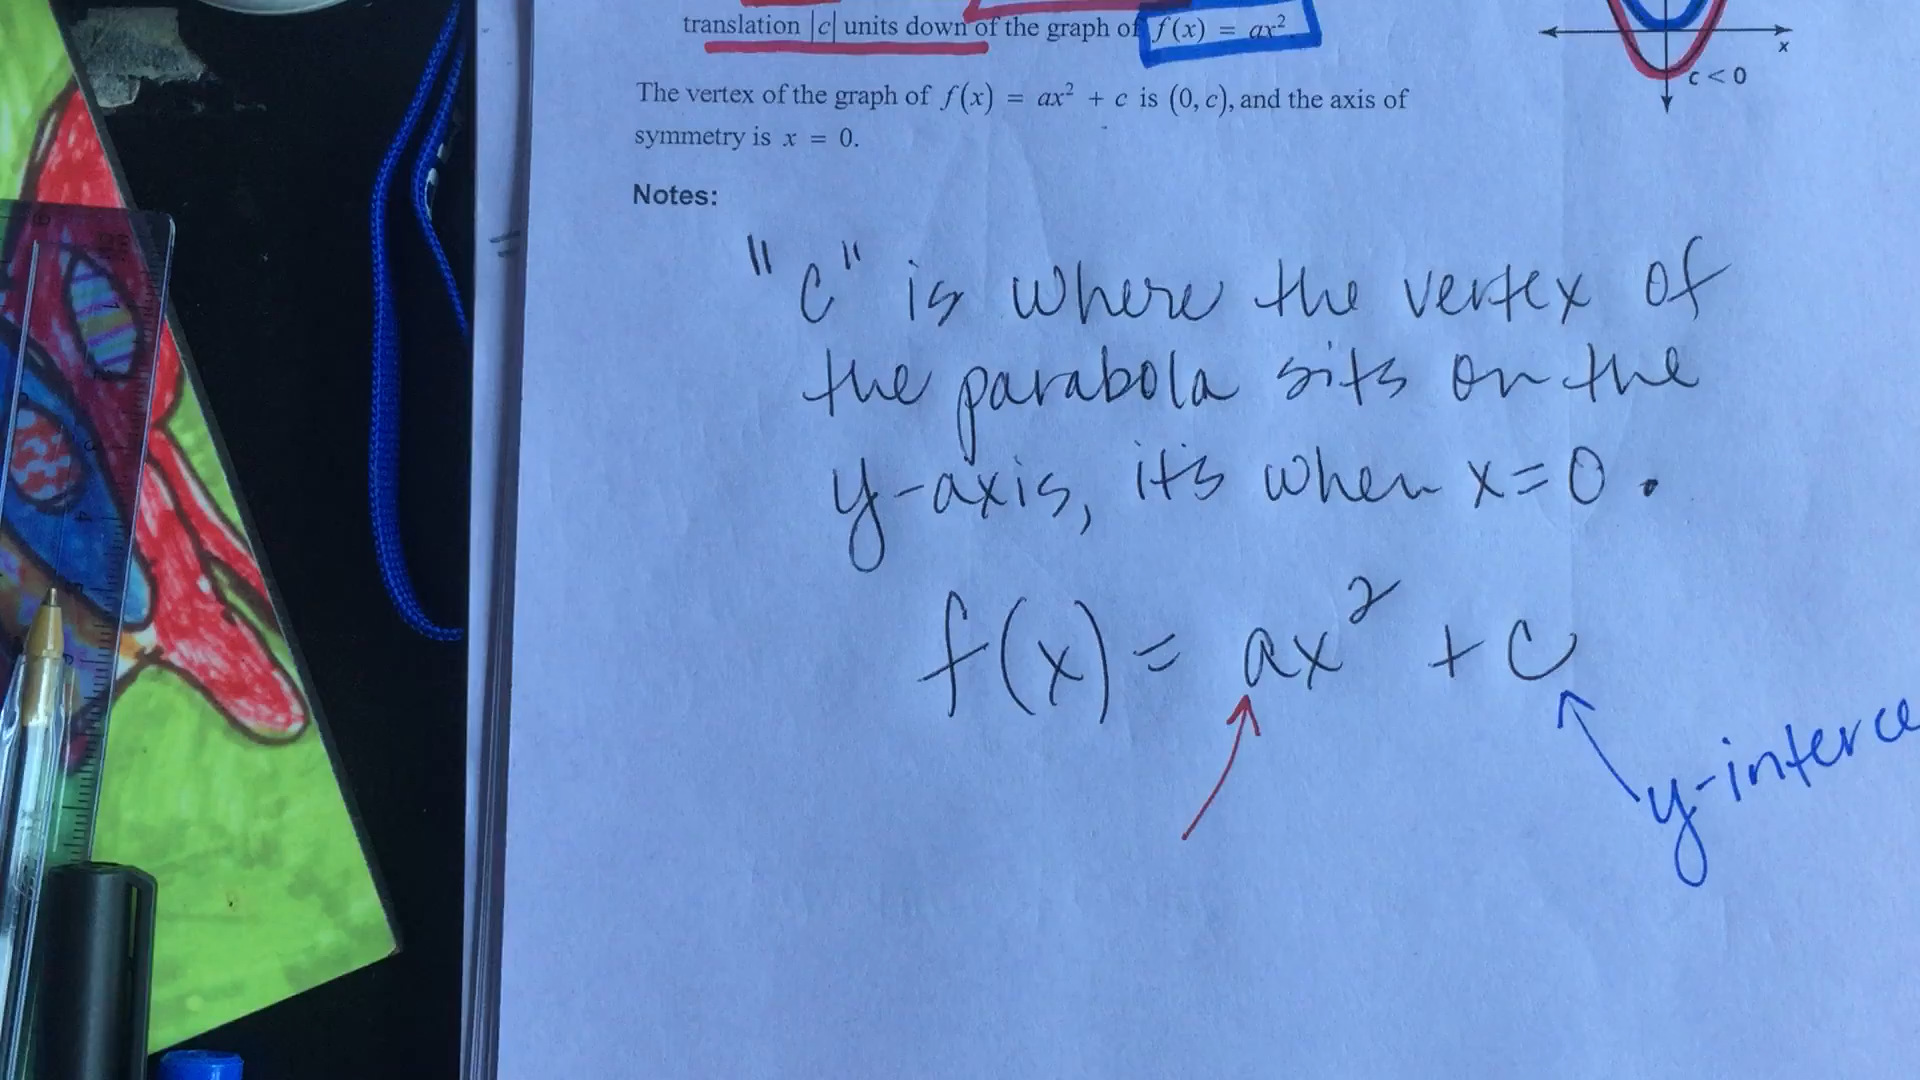 translation |c| units down of the graph of f(x) = ax²
x
c < 0
The vertex of the graph of f(x) = ax² + c is (0, c), and the axis of
symmetry is x = 0.
Notes:
"c" is where the vertex of
the parabola sits on the
y-axis, it's when x=0.
f(x) = ax² + c
y-interce